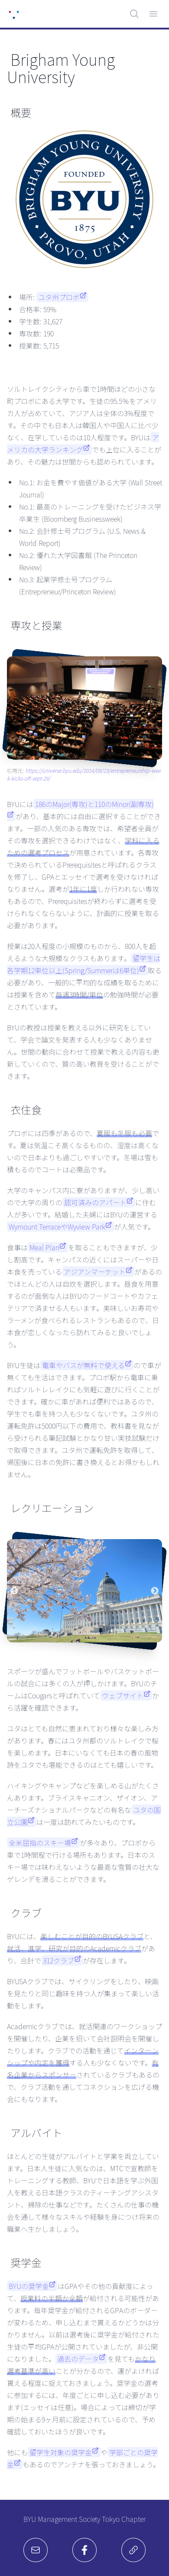 Brigham Young
University
概要
BRIGHAM YOUNG UNIVERSITY
FOUNDED
BYU
1875
PROVO, UTAH
場所: ユタ州プロボ
合格率: 59%
学生数: 31,627
専攻数: 190
授業数: 5,715
ソルトレイクシティから車で1時間ほどの小さな
町プロボにある大学です。生徒の95.5%をアメリ
カ人が占めていて、アジア人は全体の3%程度で
す。その中でも日本人は韓国人や中国人に比べ少
なく、在学しているのは10人程度です。BYUはア
メリカの大学ランキングでも上位に入ることが
あり、その魅力は世間からも認められています。
No.1: お金を費やす価値がある大学 (Wall Street
Journal)
No.1: 最高のトレーニングを受けたビジネス学
卒業生 (Bloomberg Businessweek)
No.2: 会計修士号プログラム (U.S. News &
World Report)
No.2: 優れた大学図書館 (The Princeton
Review)
No.3: 起業学修士号プログラム
(Entrepreneur/Princeton Review)
専攻と授業
BYUには 186のMajor(専攻)と110のMinor(副専攻)
があり、基本的には自由に選択することができ
ます。一部の人気のある専攻では、希望者全員が
その専攻を選択できるわけではなく、学科に入る
ための選考プロセスが用意されています。各専攻
で決められているPrerequisitesと呼ばれるクラス
を修了し、GPAとエッセイで選考を受けなければ
なりません。選考が1年に1度しか行われない専攻
もあるので、Prerequisitesが終わらずに選考を受
けられないとならないように、計画的に授業を取る
必要があります。
授業は20人程度の小規模のものから、800人を超
えるような大規模なクラスもあります。留学生は
各学期12単位以上(Spring/Summerは6単位)取る
必要があり、一般的に平均的な成績を取るために
は授業を含めて毎週3時間/単位の勉強時間が必要
とされています。
BYUの教授は授業を教える以外に研究をしてい
て、学会で論文を発表する人も少なくありませ
ん。世間の動向に合わせて授業で教える内容も更
新していくので、質の高い教育を受けることがで
きます。
衣住食
プロボには四季があるので、夏服も冬服も必要で
す。夏は気温こそ高くなるものの、湿度は高くな
いので日本よりも過ごしやすいです。冬場は雪も
積もるのでコートは必需品です。
大学のキャンパス内に寮がありますが、少し高い
ので大学の周りの 認可済みのアパート に住む
人が多いです。結婚した夫婦にはBYUの運営する
Wymount TerraceやWyview Park が人気です。
食事は Meal Plan を取ることもできますが、少
し割高です。キャンパスの近くにはスーパーや日
本食を売っている アジアンマーケット があるの
でほとんどの人は自炊を選択します。昼食を用意
するのが面倒な人はBYUのフードコートやカフェ
テリアで済ませる人もいます。美味しいお寿司や
ラーメンが食べられるレストランもあるので、日
本食が恋しくなったら訪れてみると良いでしょ
う。
BYU生徒は 電車やバスが無料で使える ので車が
無くても生活はできます。プロボ駅から電車に乗
ればソルトレイクにも気軽に遊びに行くことがで
きます。確かに車があれば便利ではあるので、
学生でも車を持つ人も少なくないです。ユタ州の
運転免許は5000円以下の費用で、教科書を見なが
ら受けられる筆記試験とかなり甘い実技試験だけ
で取得できます。ユタ州で運転免許を取得して、
帰国後に日本の免許に書き換えるとお得かもしれ
ません。
レクリエーション
スポーツが盛んでフットボールやバスケットボー
ルの試合には多くの人が押しかけます。BYUのチ
ームはCougarsと呼ばれていて ウェブサイト か
ら活躍を確認できます。
ユタはとても自然に恵まれており様々な楽しみ方
があります。春にはユタ州都のソルトレイクで桜
を楽しめます。日本にいなくても日本の春の風物
詩をユタでも堪能できるのはとっても嬉しいです。
ハイキングやキャンプなどを楽しめる山がたくさ
んあります。ブライスキャニオン、ザイオン、ア
ーチーズナショナルパークなどの有名な ユタの国
立公園 は一度は訪れてみたいものです。
全米屈指のスキー場 が多くあり、プロボから
車で1時間程で行ける場所もあります。日本のス
キー場では味わえないような最高な雪質の壮大な
ゲレンデを滑ることができます。
クラブ
BYUには、楽しむことが目的のBYUSAクラブと、
就活、進学、研究が目的のAcademicクラブがあ
り、合計で 312クラブ が存在します。
BYUSAクラブでは、サイクリングをしたり、映画
を見たりと同じ趣味を持つ人が集まって楽しい活
動をします。
Academicクラブでは、就活関連のワークショップ
を開催したり、企業を招いて会社説明会を開催し
たりします。クラブでの活動を通じてインターン
シップや内定を獲得する人も少なくないです。有
名企業からスポンサーされているクラブもあるの
で、クラブ活動を通してコネクションを広げる機
会にもなります。
アルバイト
ほとんどの生徒がアルバイトと学業を両立してい
ます。日本人生徒に人気なのは、MTCで宣教師を
トレーニングする教師、BYUで日本語を学ぶ外国
人を教える日本語クラスのティーチングアシスタ
ント、掃除の仕事などです。たくさんの仕事の機
会を通して様々なスキルや経験を身につけ将来の
職業へ生かしましょう。
奨学金
BYUの奨学金 はGPAやその他の貢献度によっ
て、授業料の半額か全額が給付される可能性があ
ります。毎年奨学金が給付されるGPAのボーダー
が変わるため、申し込んでみるまでどうかは分か
りません。以前は選考後に奨学金が給付された生
徒の平均GPAが公開されていましたが、非公開に
なりました。 過去のデータ を見てもかなり
選考基準が高いことが分かるので、運がよければ
貰える程度に捉えておきましょう。奨学金の選考
に参加するには、年度ごとに申し込む必要があり
ます(エッセイは任意)。場合によっては締切が学
期の始まる9ヶ月前に設定されているので、予め確
認しておいたほうが良いです。
他にも 留学生対象の奨学金 や 学部ごとの奨学
金 もあるのでアンテナを張っておきましょう。
BYU Management Society Tokyo Chapter